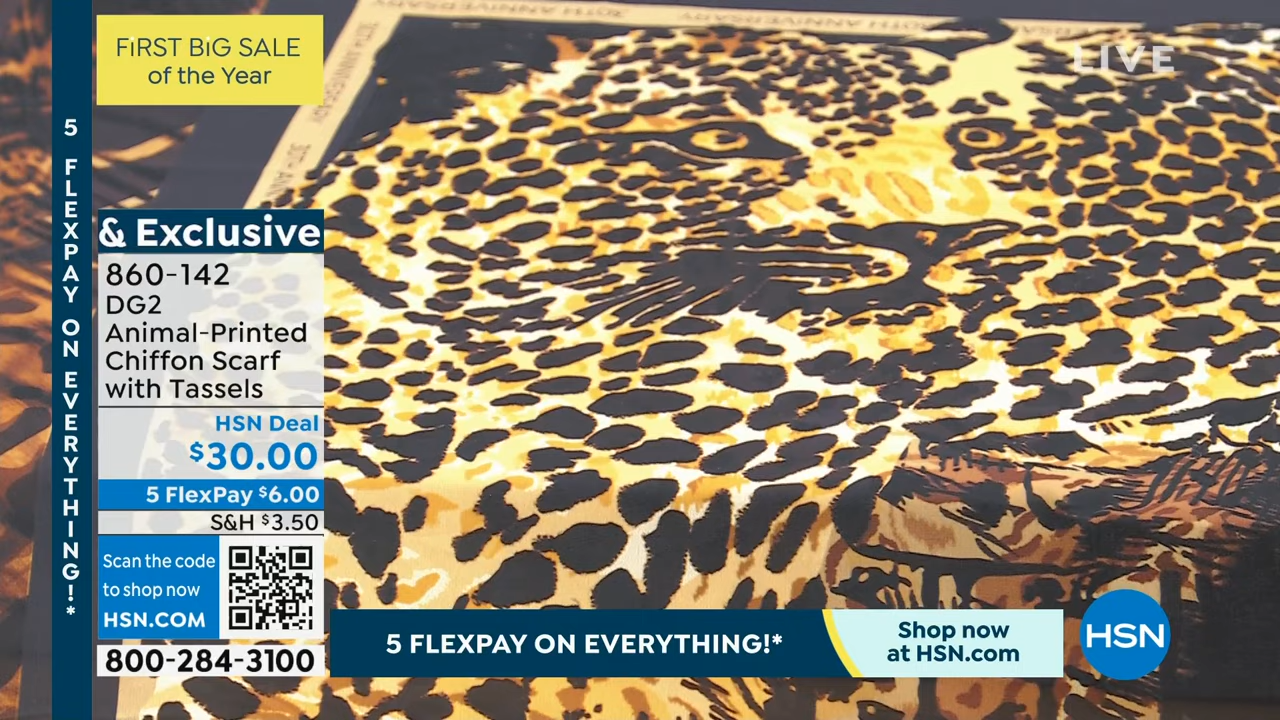 FiRST BiG SALE
of the Year
LIVE
5 FLEXPAY ON EVERYTHING!*
& Exclusive
860-142
DG2
Animal-Printed
Chiffon Scarf
with Tassels
HSN Deal
$30.00
5 FlexPay $6.00
S&H $3.50
Scan the code
to shop now
HSN.COM
800-284-3100
5 FLEXPAY ON EVERYTHING!*
Shop now
at HSN.com
HSN
30TH ANNIVERSARY